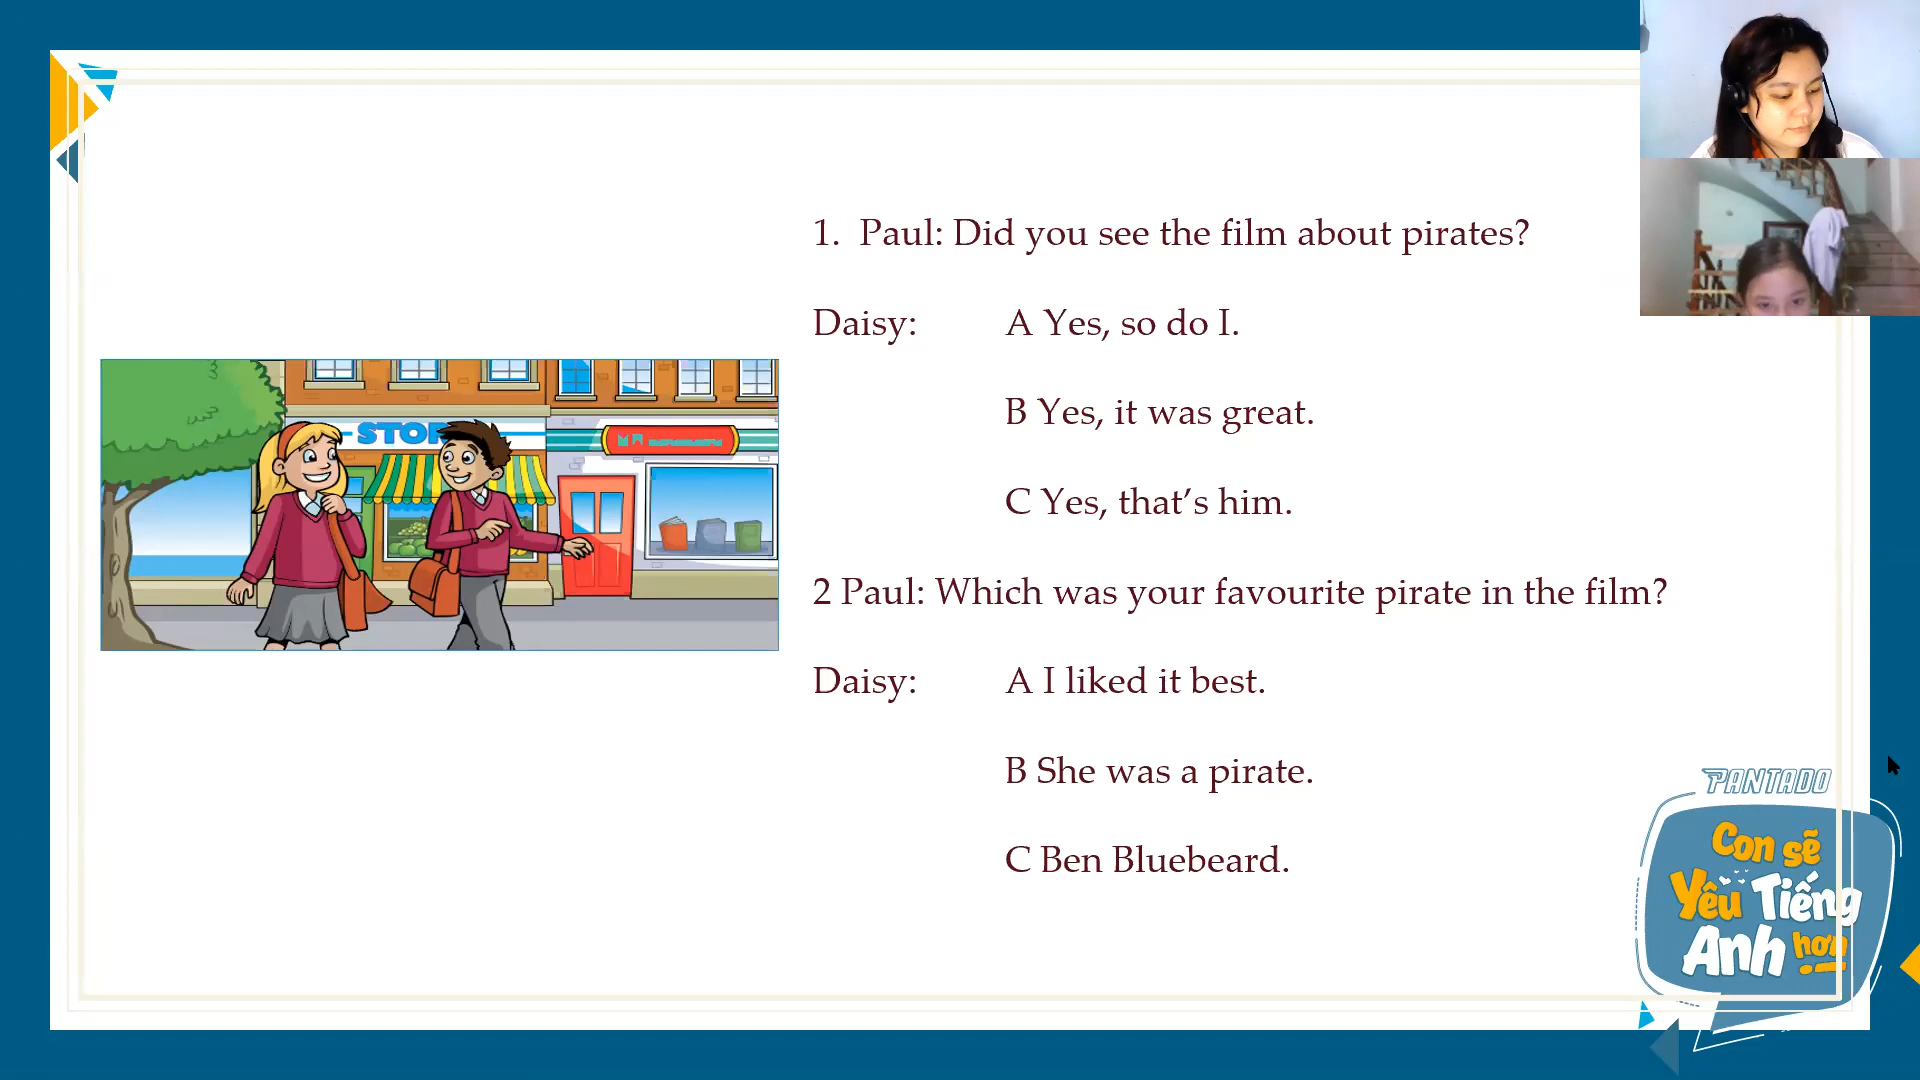 1. Paul: Did you see the film about pirates?
Daisy: A Yes, so do I.
B Yes, it was great.
C Yes, that’s him.
2 Paul: Which was your favourite pirate in the film?
Daisy: A I liked it best.
B She was a pirate.
C Ben Bluebeard.
STOR
PANTADO
Con sẽ
Yêu Tiếng
Anh hơn